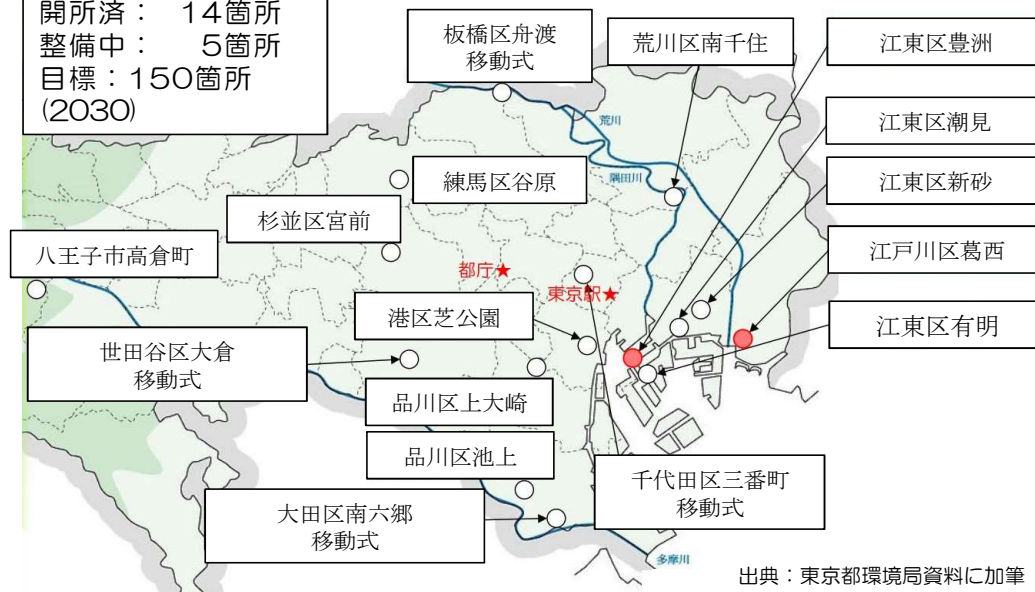 開所済： 14箇所
整備中： 5箇所
目標：150箇所
(2030)
板橋区舟渡
移動式
荒川区南千住
江東区豊洲
荒川
江東区潮見
隅田川
練馬区谷原
江東区新砂
杉並区宮前
八王子市高倉町
江戸川区葛西
都庁★
東京駅★
港区芝公園
江東区有明
世田谷区大倉
移動式
品川区上大崎
品川区池上
千代田区三番町
移動式
大田区南六郷
移動式
多摩川
出典：東京都環境局資料に加筆